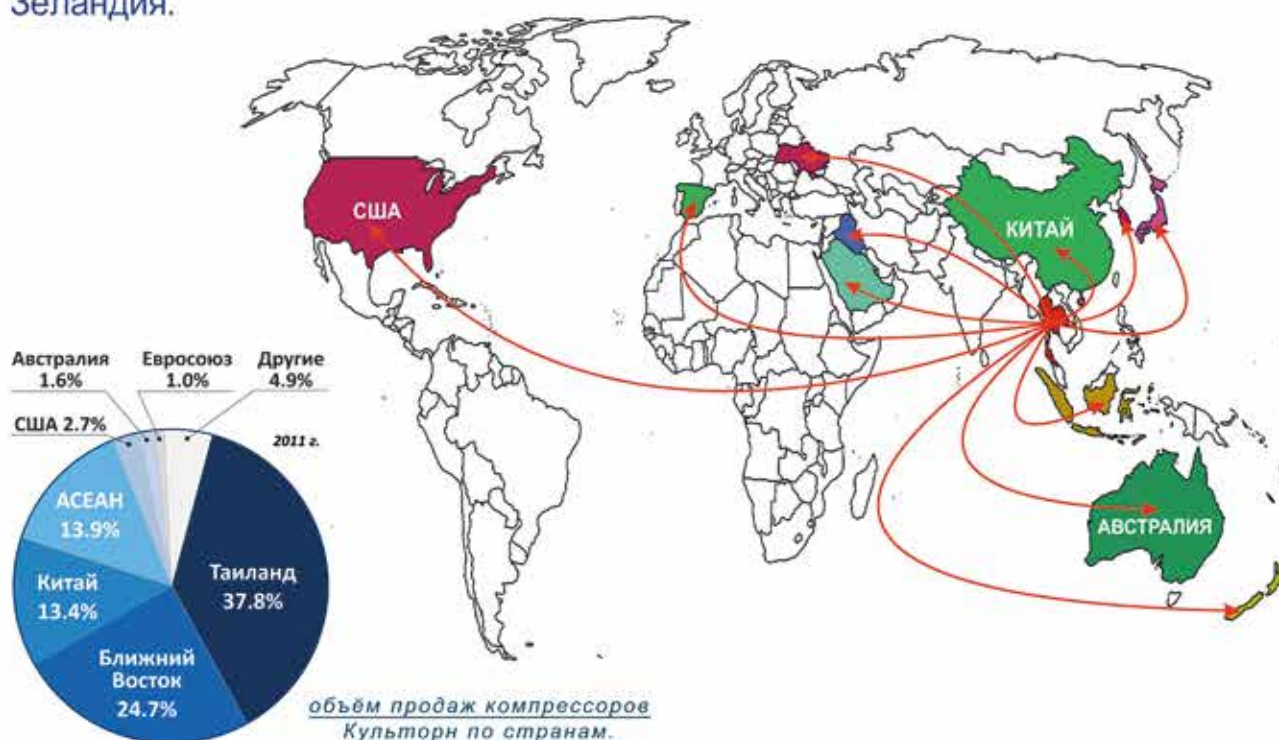 Зеландия.
США
КИТАЙ
АВСТРАЛИЯ
Австралия
1.6%
Евросоюз
1.0%
Другие
4.9%
США 2.7%
2011 г.
АСЕАН
13.9%
Китай
13.4%
Таиланд
37.8%
Ближний
Восток
24.7%
объём продаж компрессоров
Культорн по странам.